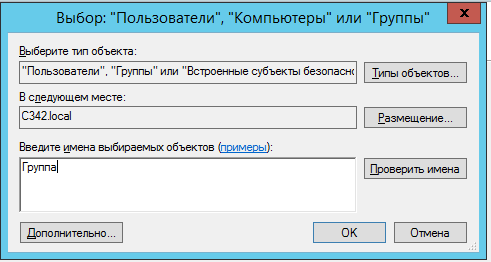 Выбор: "Пользователи", "Компьютеры" или "Группы"
x
Выберите тип объекта:
"Пользователи", "Группы" или "Встроенные субъекты безопасно
Типы объектов...
В следующем месте:
C342.local
Размещение...
Введите имена выбираемых объектов (примеры):
Группа
Проверить имена
Дополнительно...
OK
Отмена